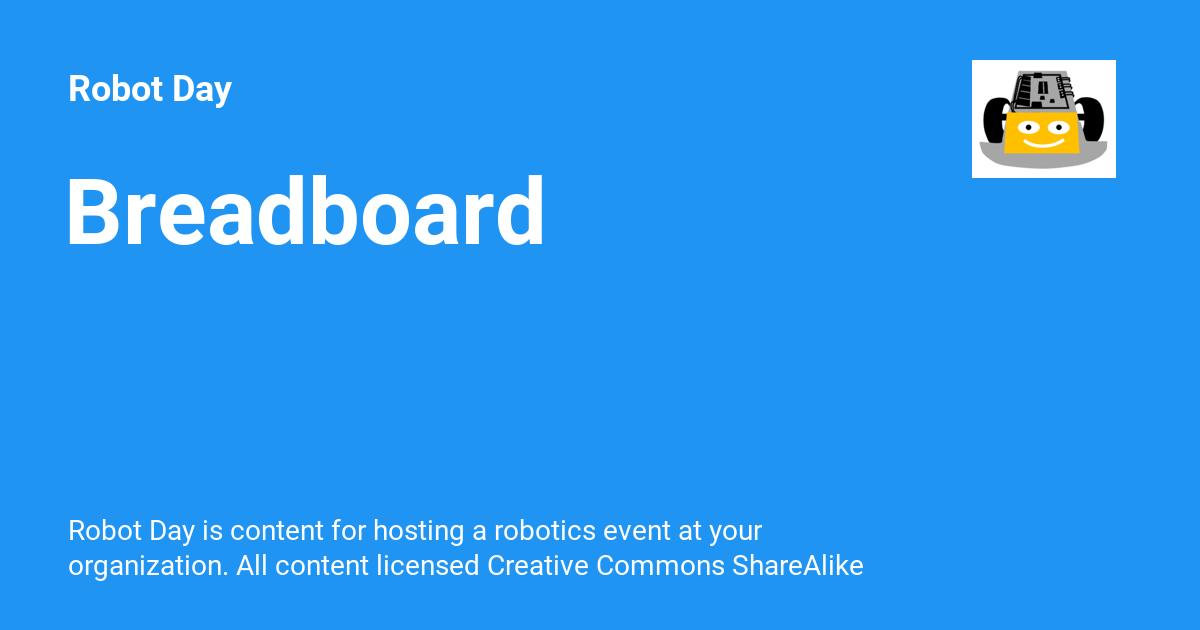 Robot Day
Breadboard
Robot Day is content for hosting a robotics event at your
organization. All content licensed Creative Commons ShareAlike